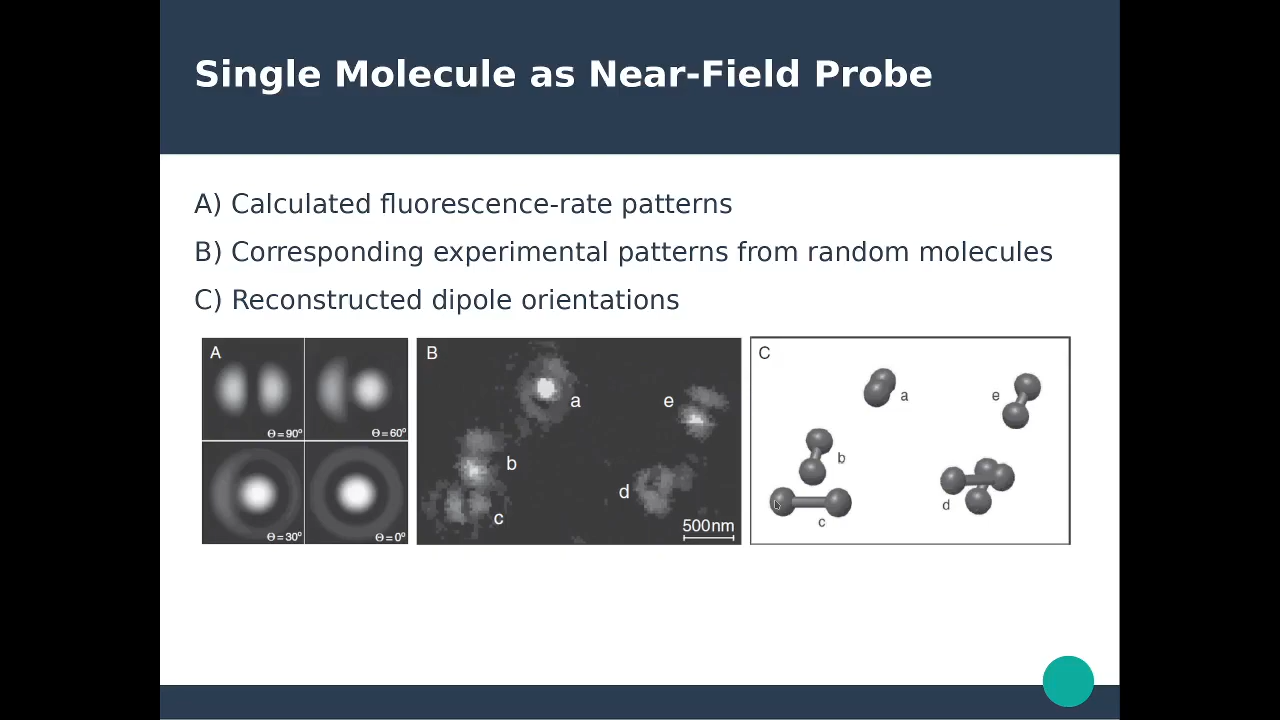 Single Molecule as Near-Field Probe
A) Calculated fluorescence-rate patterns
B) Corresponding experimental patterns from random molecules
C) Reconstructed dipole orientations
A
Θ=90º
Θ=60º
Θ=30º
Θ=0º
B
a
e
b
d
c
500nm
C
a
e
b
d
c